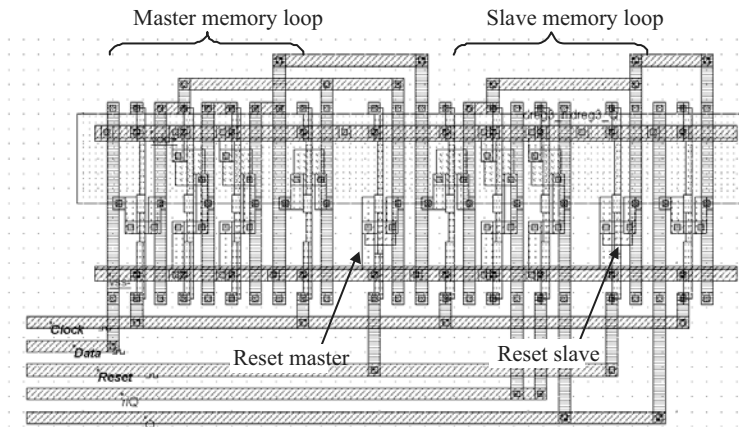 Master memory loop
Slave memory loop
Clock
Data
Reset master
Reset slave
Reset
nQ
Q